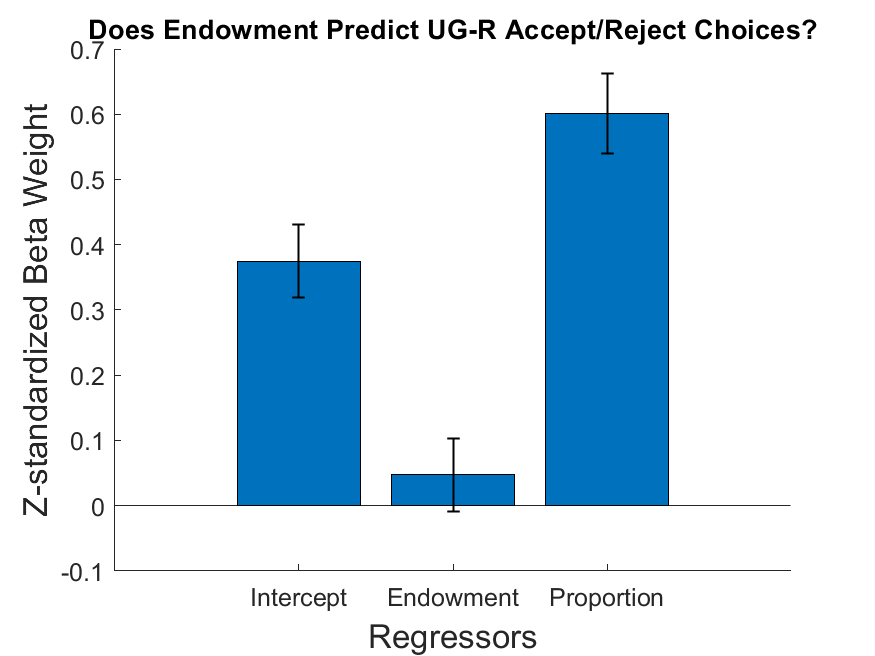 Does Endowment Predict UG-R Accept/Reject Choices?
Z-standardized Beta Weight
0.7
0.6
0.5
0.4
0.3
0.2
0.1
0
-0.1
Intercept Endowment Proportion
Regressors